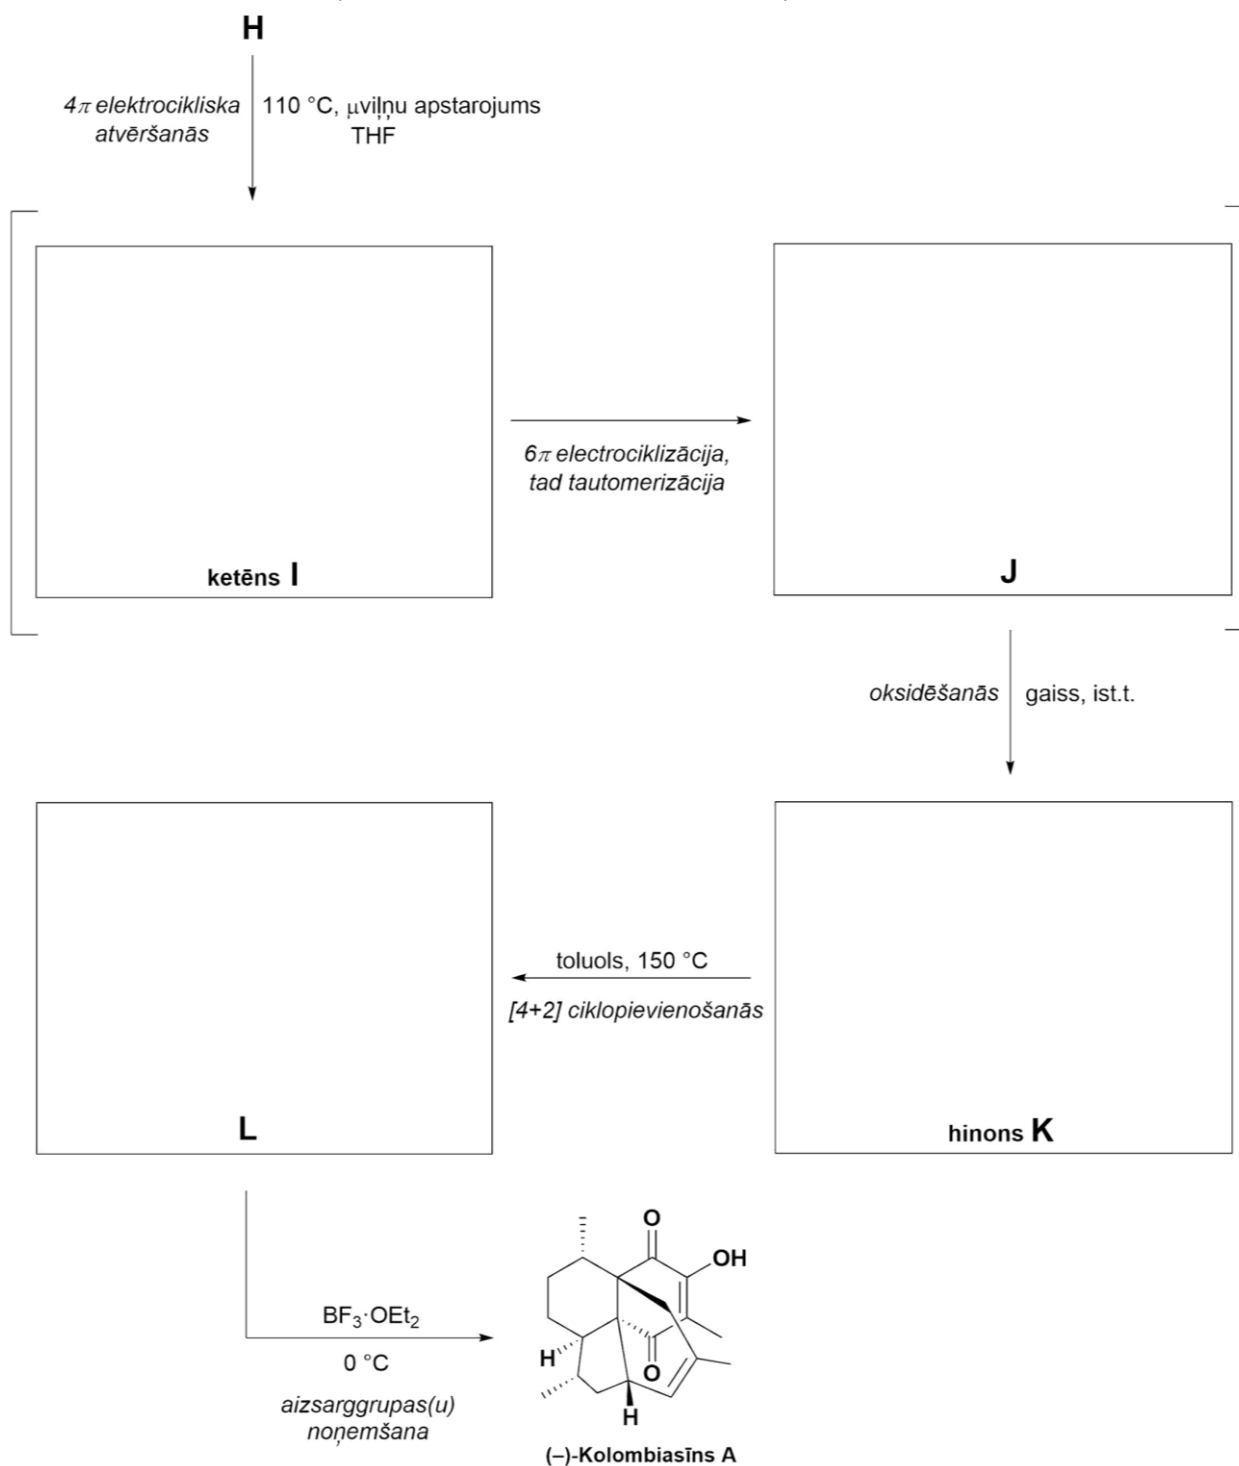 H
4π elektrocikliska
atvēršanās
110 °C, μviļņu apstarojums
THF
ketēns I
6π electrociklizācija,
tad tautomerizācija
J
oksidēšanās
gaiss, ist.t.
toluols, 150 °C
[4+2] ciklopievienošanās
L
hinons K
BF3·OEt2
0 °C
aizsarggrupas(u)
noņemšana
O
OH
H
O
H
(–)-Kolombiasīns A